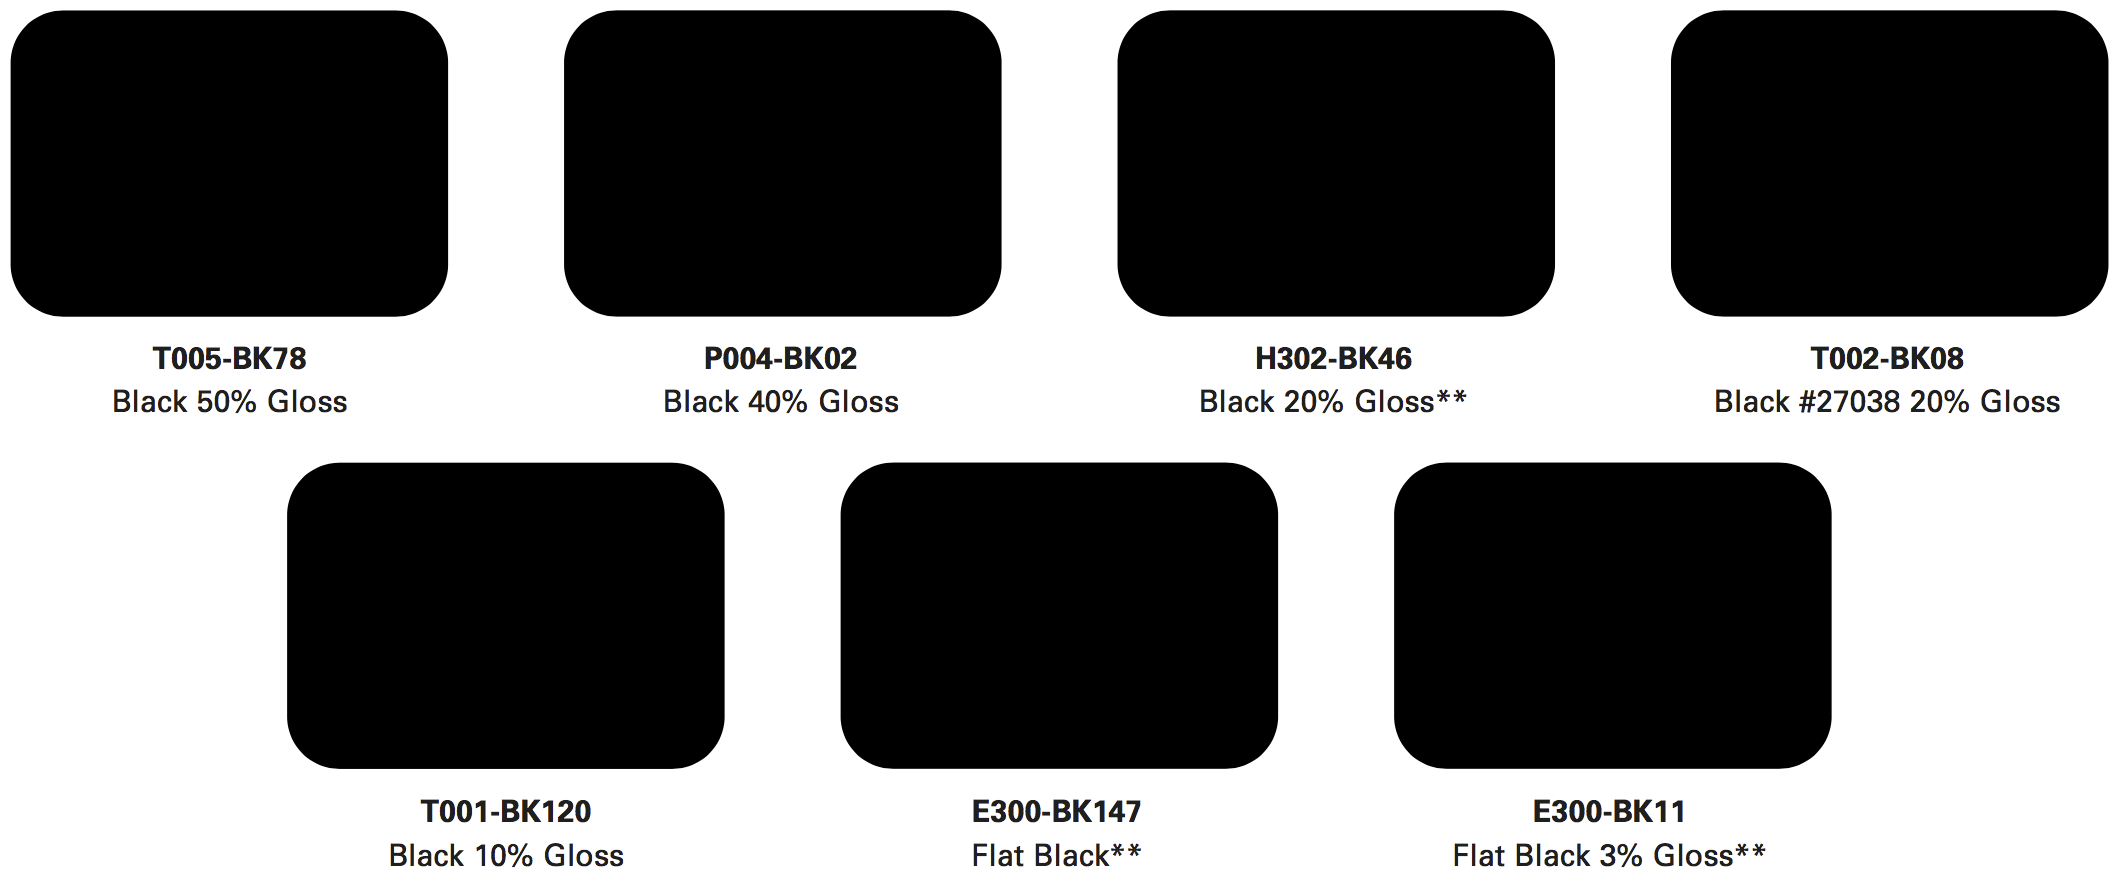 T005-BK78
Black 50% Gloss
P004-BK02
Black 40% Gloss
H302-BK46
Black 20% Gloss**
T002-BK08
Black #27038 20% Gloss
T001-BK120
Black 10% Gloss
E300-BK147
Flat Black**
E300-BK11
Flat Black 3% Gloss**